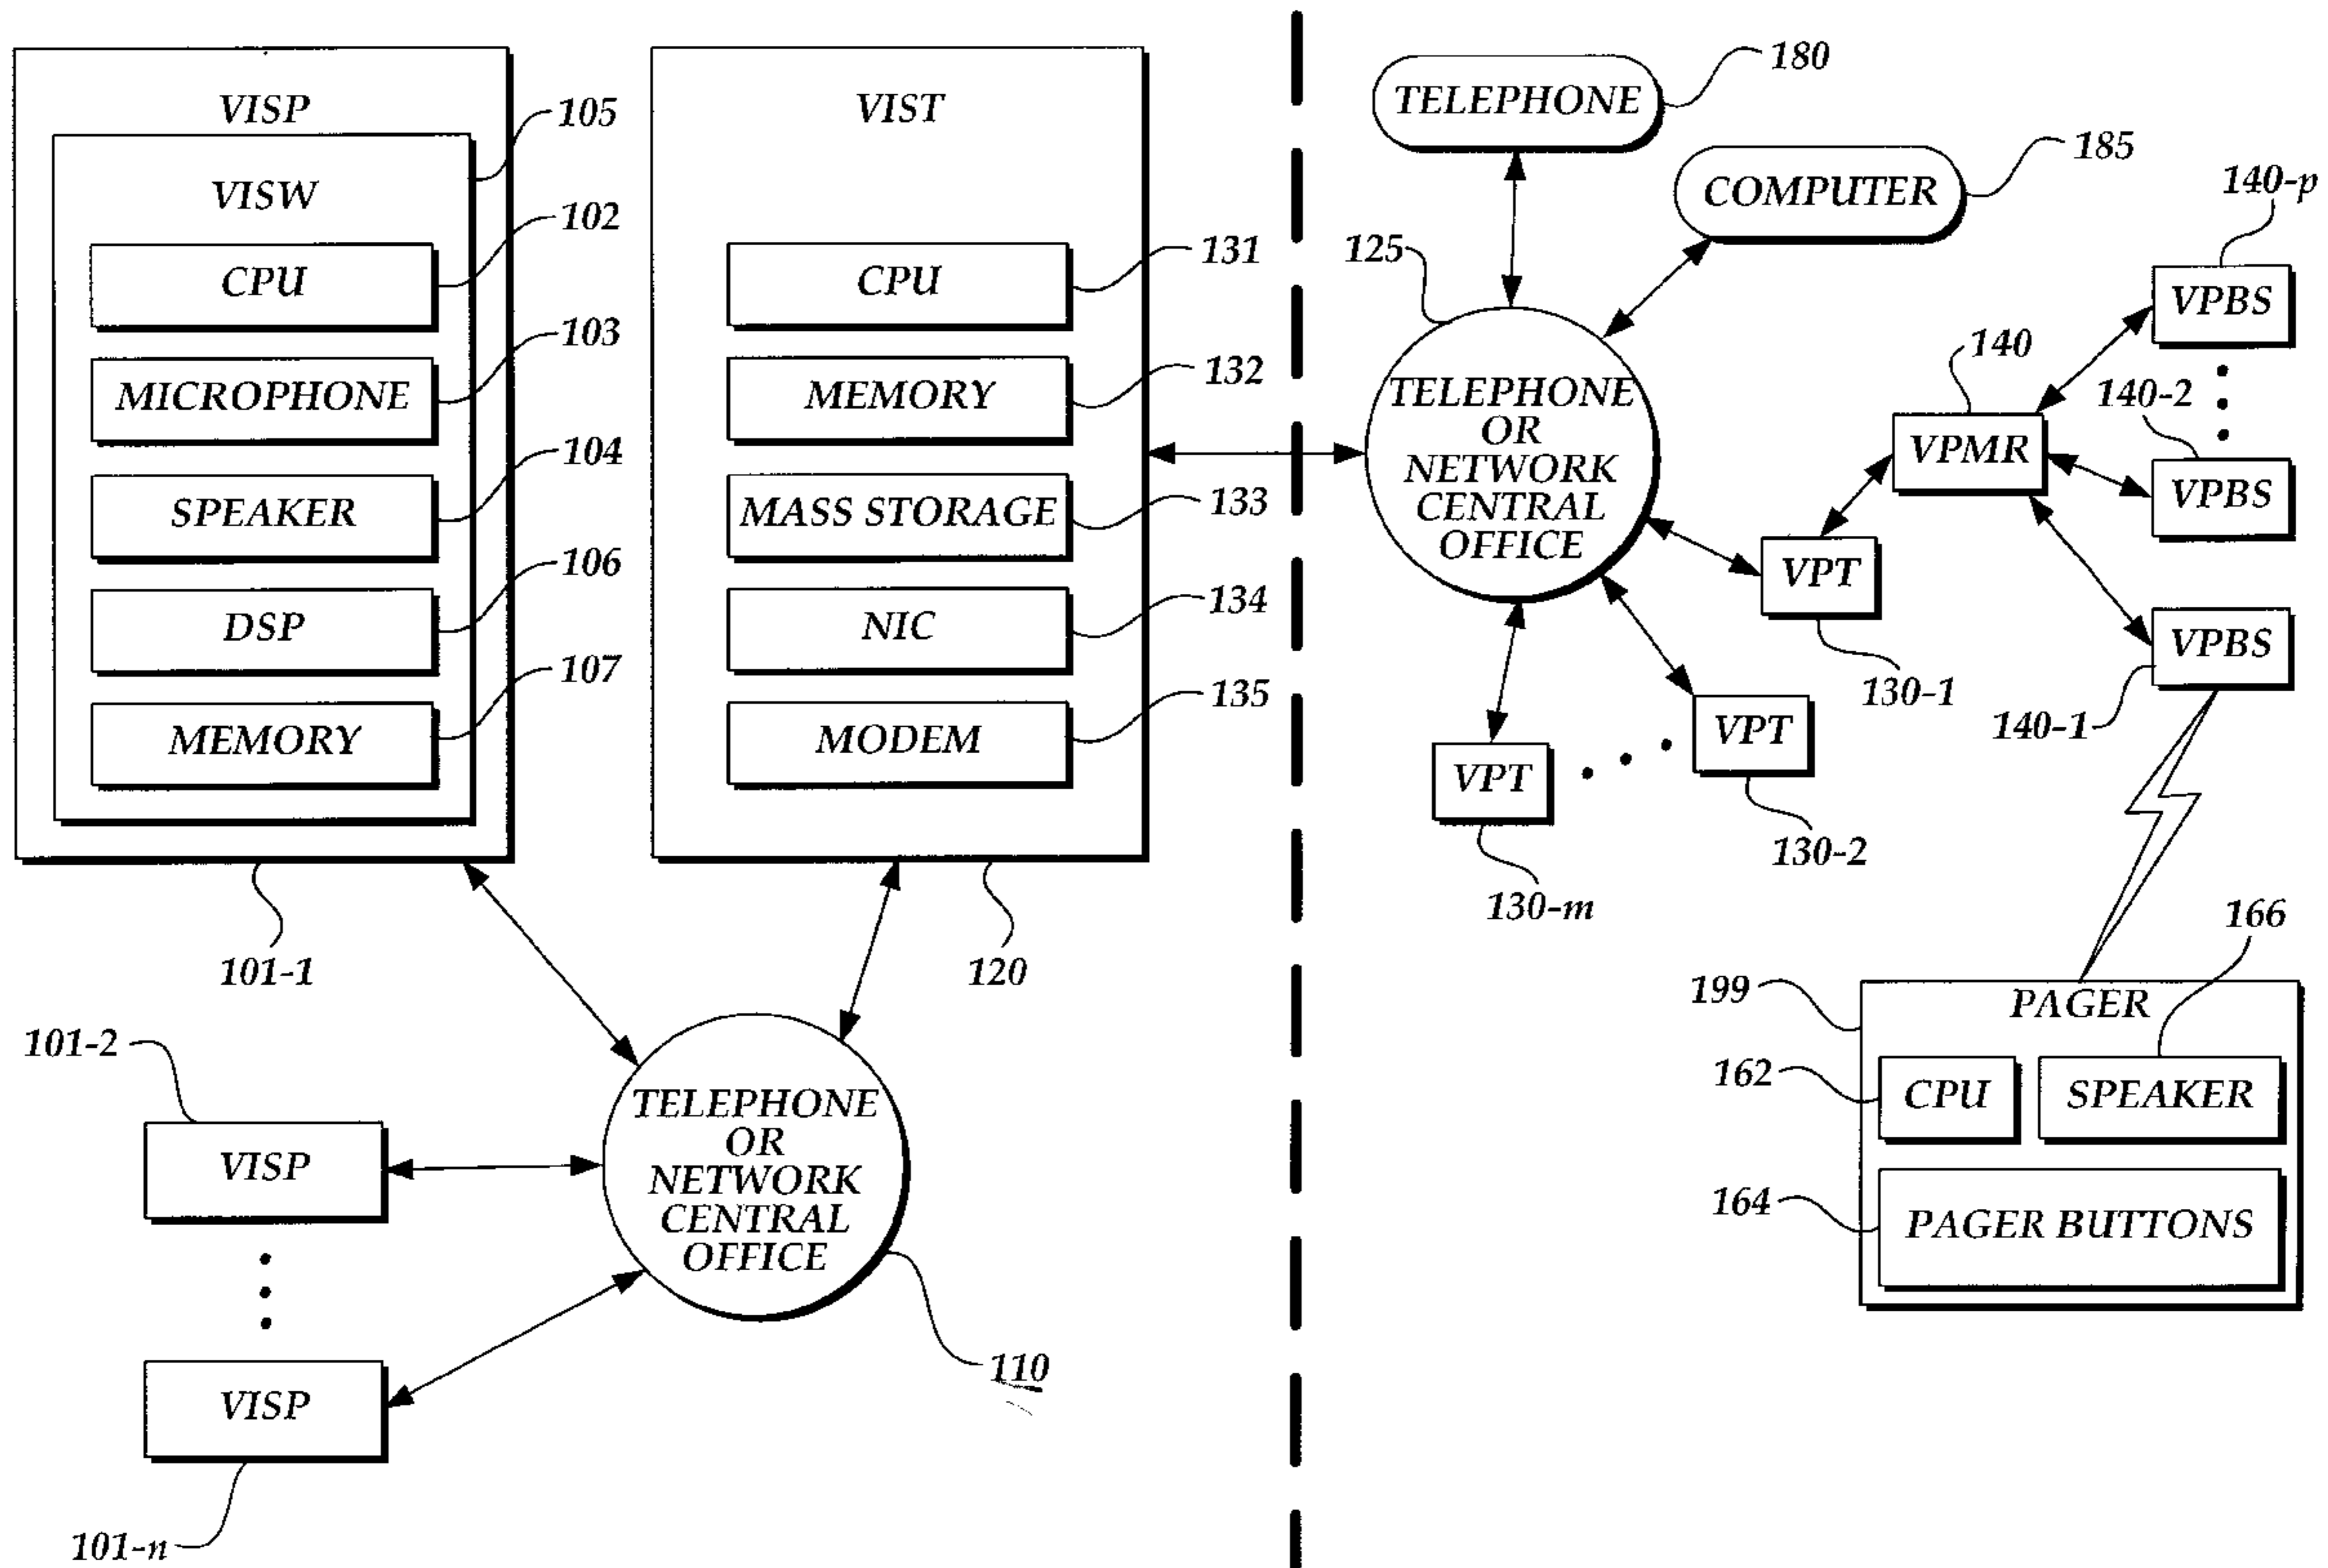 VISP
105
VISW
102
CPU
103
MICROPHONE
104
SPEAKER
106
DSP
107
MEMORY
101-1
VIST
131
CPU
132
MEMORY
133
MASS STORAGE
134
NIC
135
MODEM
120
101-2
VISP
VISP
101-n
TELEPHONE
OR
NETWORK
CENTRAL
OFFICE
110
180
TELEPHONE
185
COMPUTER
125
TELEPHONE
OR
NETWORK
CENTRAL
OFFICE
140-p
VPBS
140
VPMR
140-2
VPBS
VPT
130-1
VPBS
140-1
VPT
130-2
VPT
130-m
166
199
PAGER
162
CPU
SPEAKER
164
PAGER BUTTONS